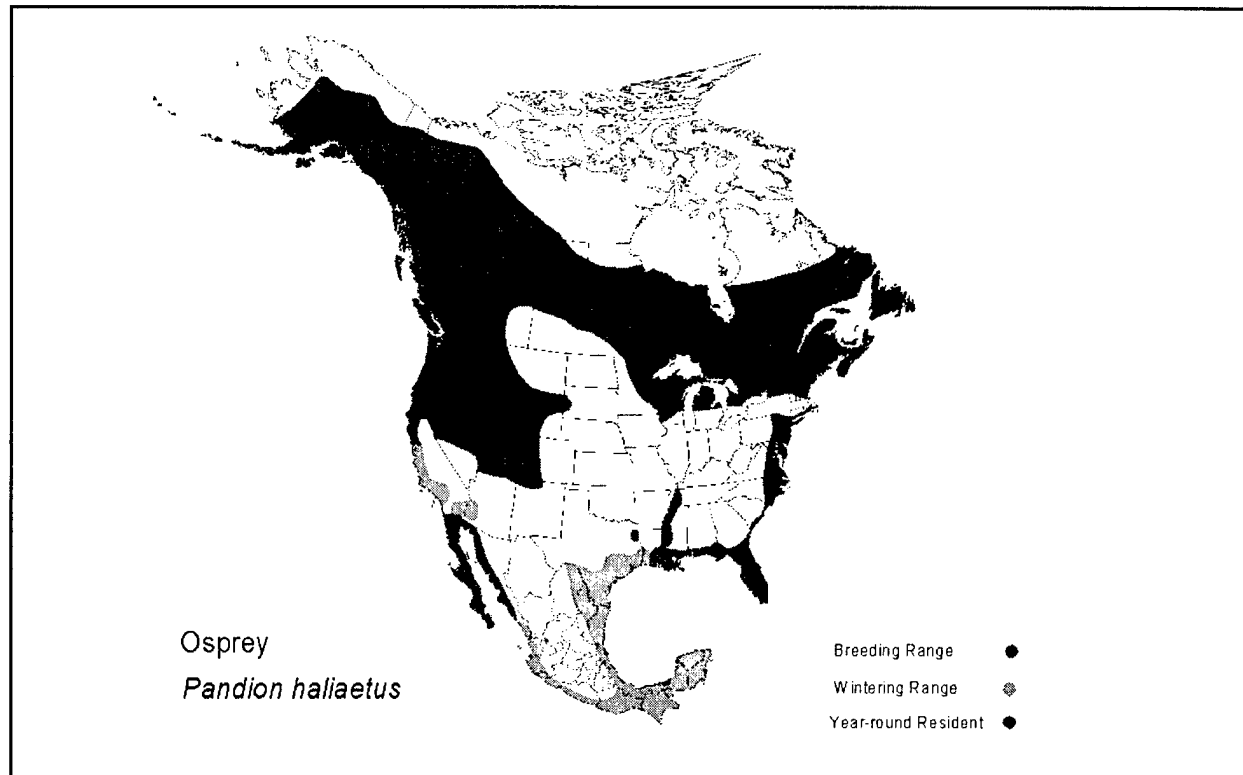 Osprey
Pandion haliaetus
Breeding Range
Wintering Range
Year-round Resident